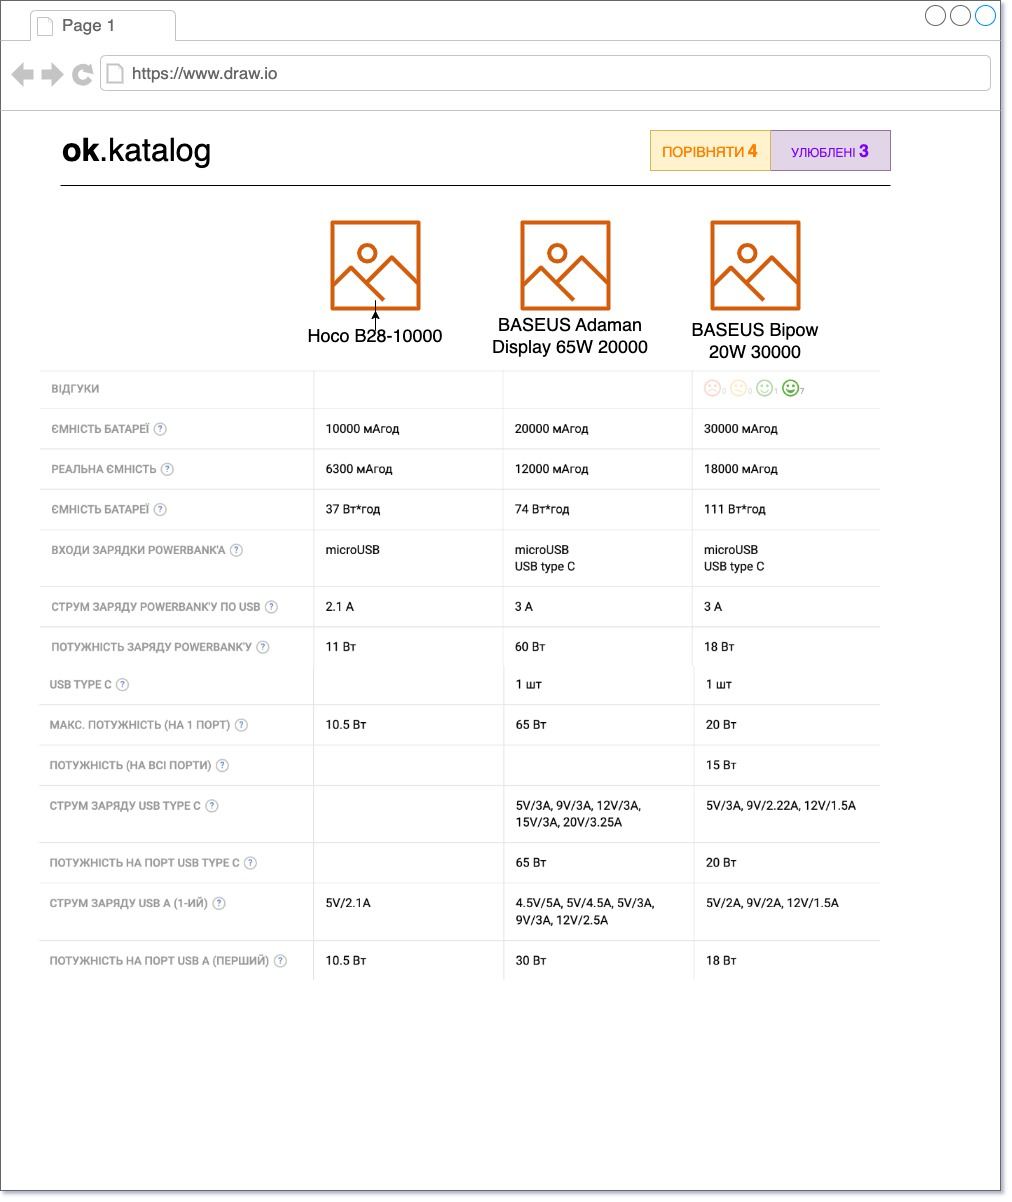 Page 1
https://www.draw.io
ok.katalog
ПОРІВНЯТИ 4
УЛЮБЛЕНІ 3
Hoco B28-10000
BASEUS Adaman
Display 65W 20000
BASEUS Bipow
20W 30000
ВІДГУКИ
0 0 1 7
ЄМНІСТЬ БАТАРЕЇ ?
10000 мАгод
20000 мАгод
30000 мАгод
РЕАЛЬНА ЄМНІСТЬ ?
6300 мАгод
12000 мАгод
18000 мАгод
ЄМНІСТЬ БАТАРЕЇ ?
37 Вт*год
74 Вт*год
111 Вт*год
ВХОДИ ЗАРЯДКИ POWERBANK'А ?
microUSB
microUSB
USB type C
microUSB
USB type C
СТРУМ ЗАРЯДУ POWERBANK'У ПО USB ?
2.1 А
3 А
3 А
ПОТУЖНІСТЬ ЗАРЯДУ POWERBANK'У ?
11 Вт
60 Вт
18 Вт
USB TYPE C ?
1 шт
1 шт
МАКС. ПОТУЖНІСТЬ (НА 1 ПОРТ) ?
10.5 Вт
65 Вт
20 Вт
ПОТУЖНІСТЬ (НА ВСІ ПОРТИ) ?
15 Вт
СТРУМ ЗАРЯДУ USB TYPE C ?
5V/3A, 9V/3A, 12V/3A,
15V/3A, 20V/3.25A
5V/3A, 9V/2.22A, 12V/1.5A
ПОТУЖНІСТЬ НА ПОРТ USB TYPE C ?
65 Вт
20 Вт
СТРУМ ЗАРЯДУ USB A (1-ИЙ) ?
5V/2.1A
4.5V/5A, 5V/4.5A, 5V/3A,
9V/3A, 12V/2.5A
5V/2A, 9V/2A, 12V/1.5A
ПОТУЖНІСТЬ НА ПОРТ USB A (ПЕРШИЙ) ?
10.5 Вт
30 Вт
18 Вт